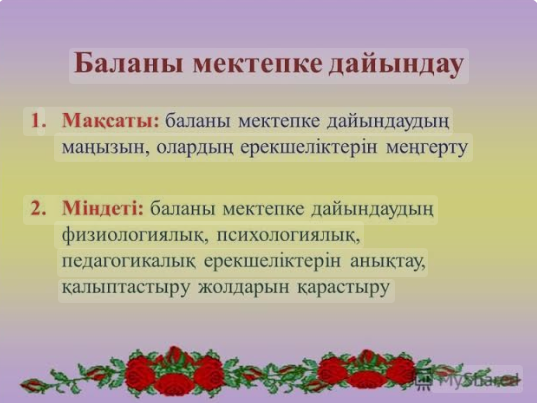 Баланы мектепке дайындау
1. Мақсаты: баланы мектепке дайындаудың
маңызын, олардың ерекшеліктерін меңгерту
2. Міндеті: баланы мектепке дайындаудың
физиологиялық, психологиялық,
педагогикалық ерекшеліктерін анықтау,
қалыптастыру жолдарын қарастыру
MyShared